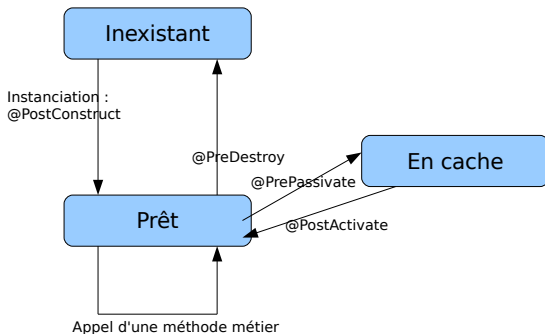 Inexistant
Instanciation :
@PostConstruct
@PreDestroy
En cache
@PrePassivate
Prêt
@PostActivate
Appel d'une méthode métier